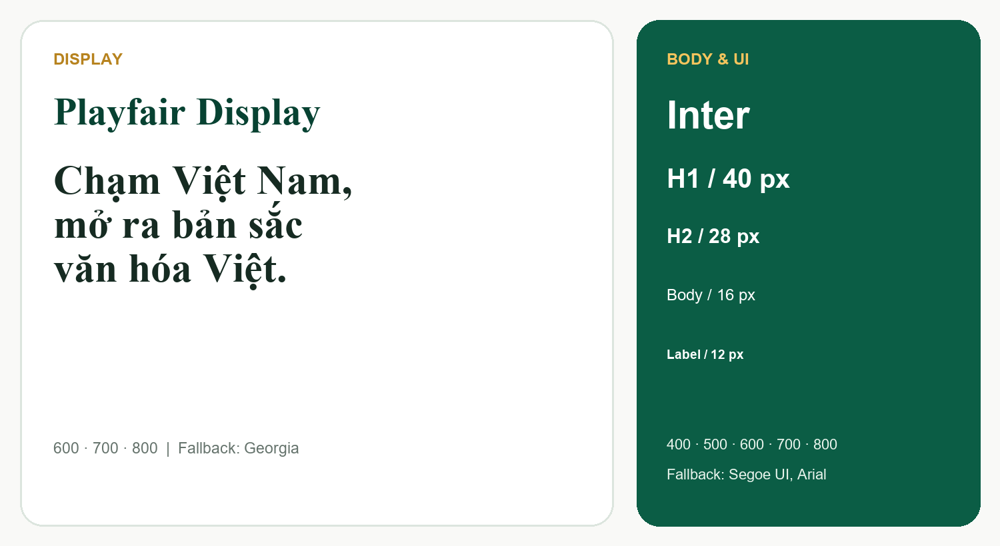 DISPLAY
Playfair Display
Chạm Việt Nam,
mở ra bản sắc
văn hóa Việt.
600 · 700 · 800 | Fallback: Georgia
BODY & UI
Inter
H1 / 40 px
H2 / 28 px
Body / 16 px
Label / 12 px
400 · 500 · 600 · 700 · 800
Fallback: Segoe UI, Arial